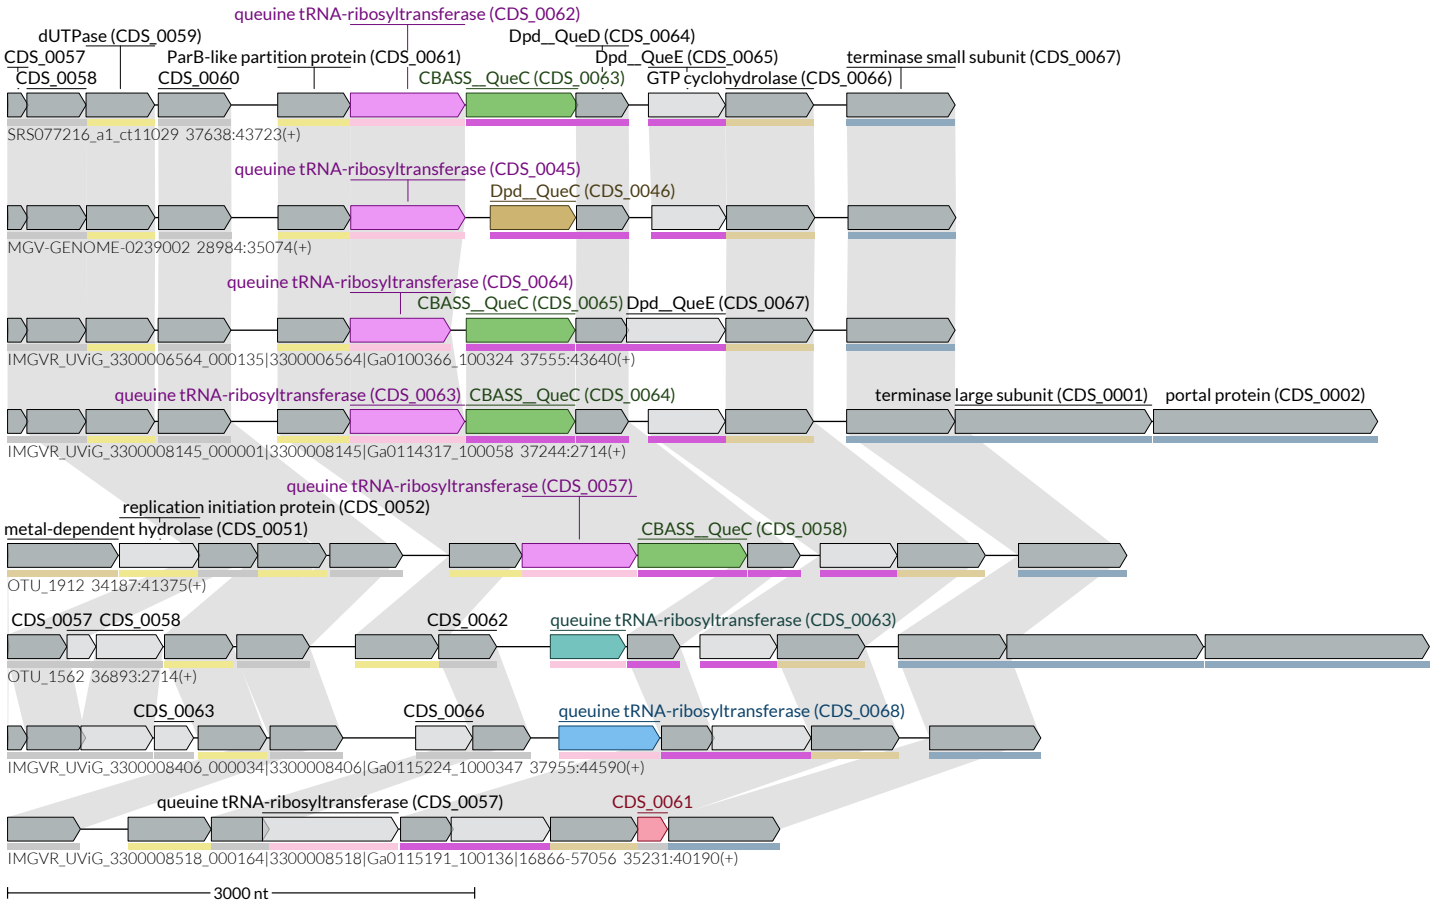 queuine tRNA-ribosyltransferase (CDS_0062)
dUTPase (CDS_0059) Dpd__QueD (CDS_0064)
CDS_0057 ParB-like partition protein (CDS_0061) Dpd__QueE (CDS_0065) terminase small subunit (CDS_0067)
CDS_0058 CDS_0060 CBASS__QueC (CDS_0063) GTP cyclohydrolase (CDS_0066)
SRS077216_a1_ct11029 37638:43723(+)
queuine tRNA-ribosyltransferase (CDS_0045)
Dpd__QueC (CDS_0046)
MGV-GENOME-0239002 28984:35074(+)
queuine tRNA-ribosyltransferase (CDS_0064)
CBASS__QueC (CDS_0065) Dpd__QueE (CDS_0067)
IMGVR_UViG_3300006564_000135|3300006564|Ga0100366_100324 37555:43640(+)
queuine tRNA-ribosyltransferase (CDS_0063) CBASS__QueC (CDS_0064) terminase large subunit (CDS_0001) portal protein (CDS_0002)
IMGVR_UViG_3300008145_000001|3300008145|Ga0114317_100058 37244:2714(+)
queuine tRNA-ribosyltransferase (CDS_0057)
replication initiation protein (CDS_0052)
metal-dependent hydrolase (CDS_0051) CBASS__QueC (CDS_0058)
OTU_1912 34187:41375(+)
CDS_0057 CDS_0058 CDS_0062 queuine tRNA-ribosyltransferase (CDS_0063)
OTU_1562 36893:2714(+)
CDS_0063 CDS_0066 queuine tRNA-ribosyltransferase (CDS_0068)
IMGVR_UViG_3300008406_000034|3300008406|Ga0115224_1000347 37955:44590(+)
queuine tRNA-ribosyltransferase (CDS_0057) CDS_0061
IMGVR_UViG_3300008518_000164|3300008518|Ga0115191_100136|16866-57056 35231:40190(+)
3000 nt